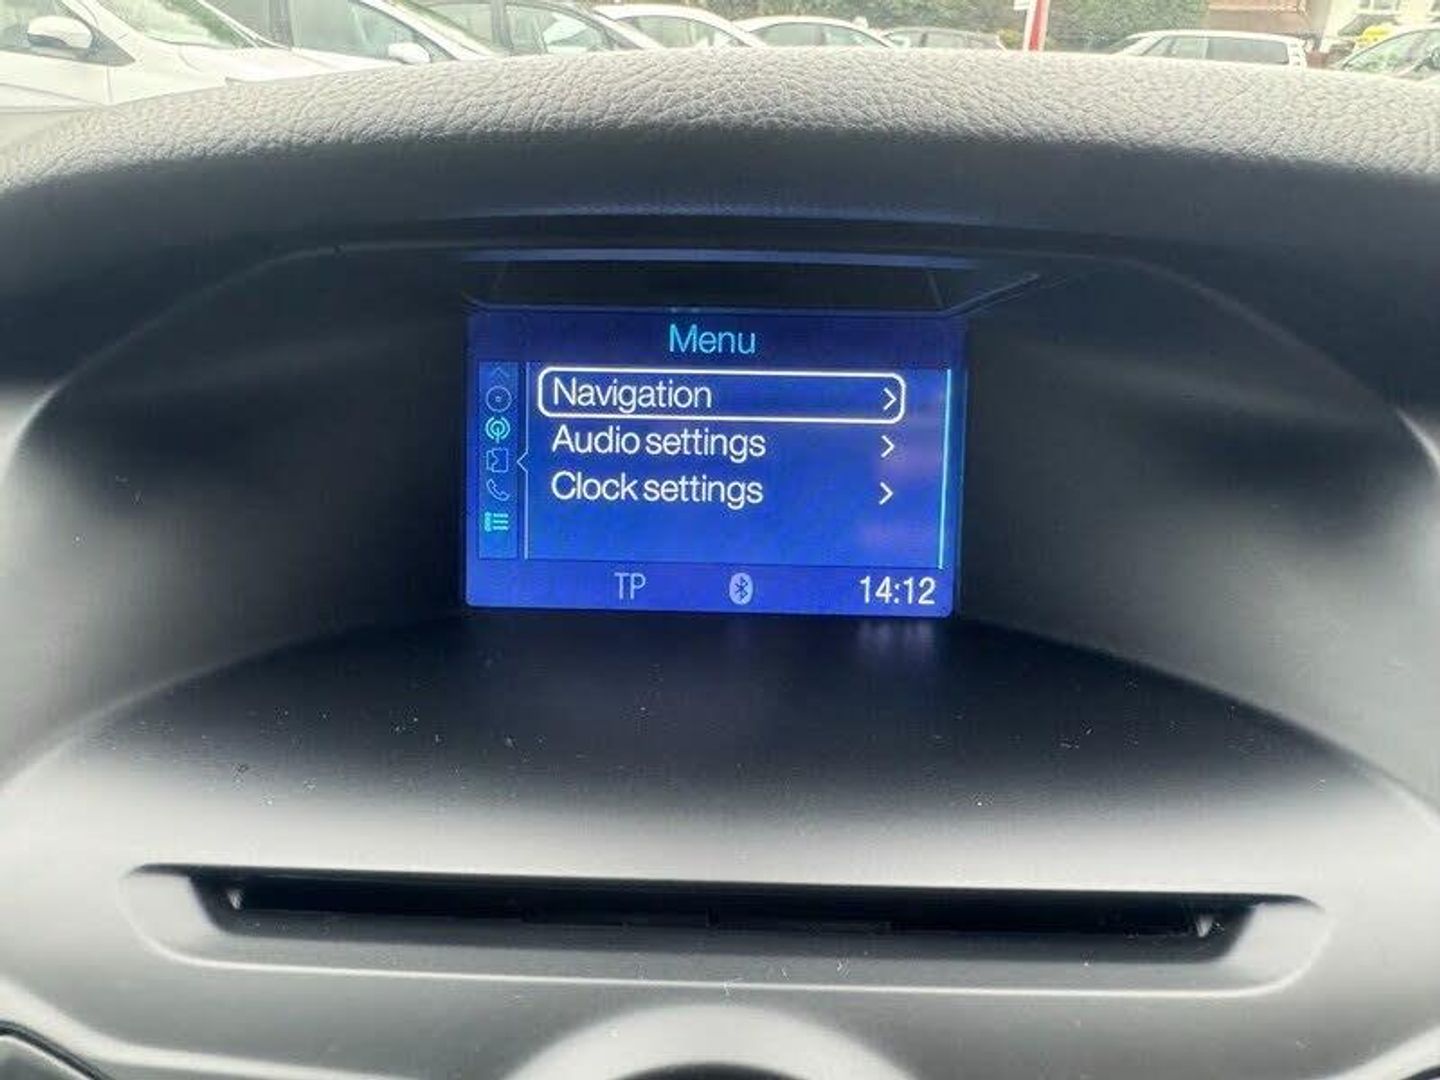 Menu
Navigation
Audio settings
Clock settings
TP 14:12